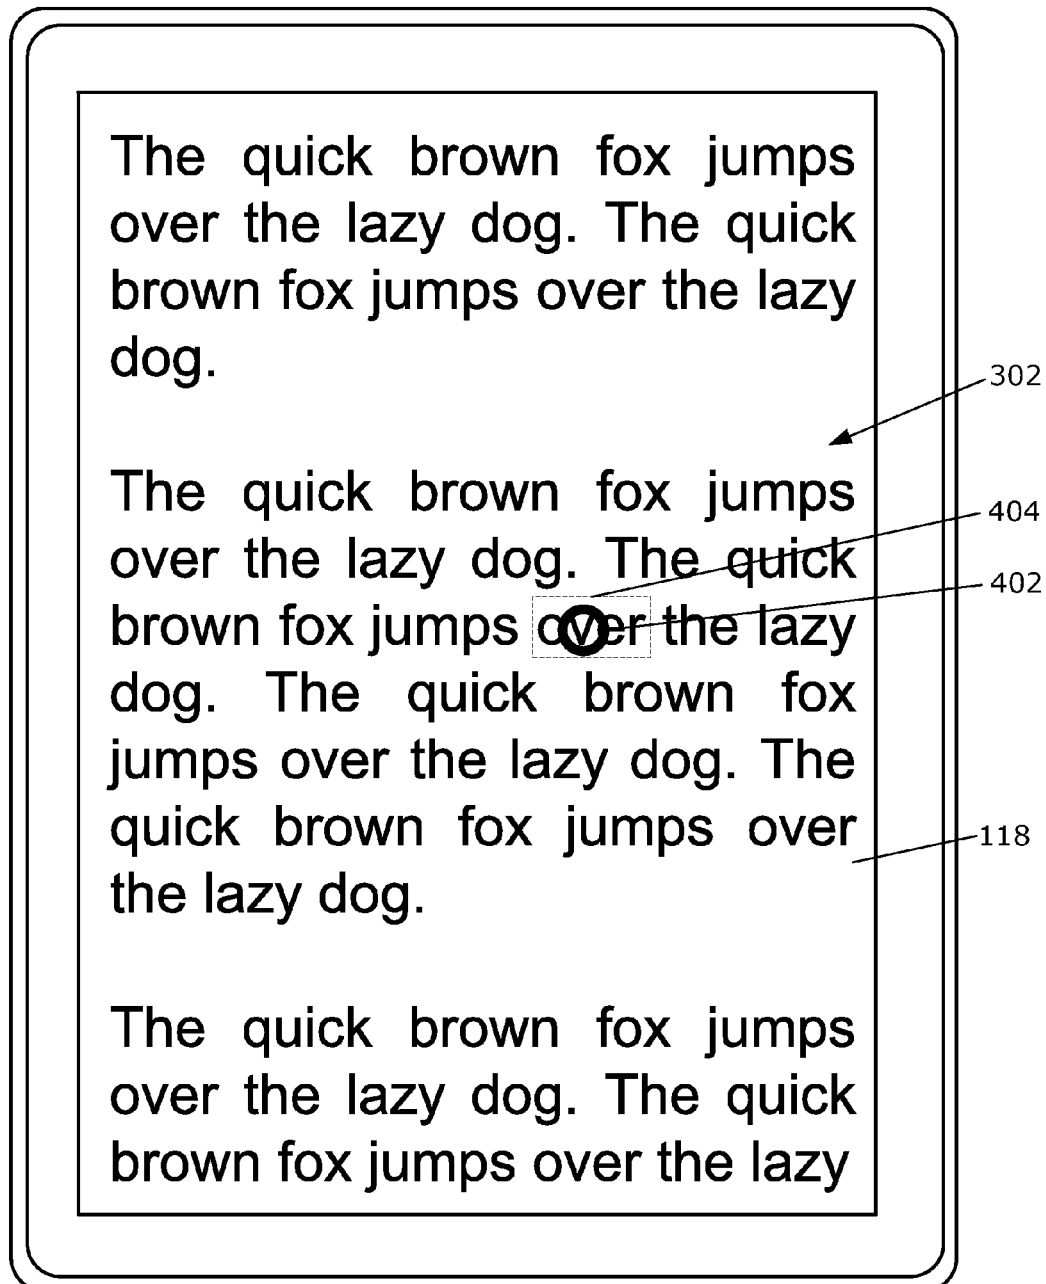 The quick brown fox jumps
over the lazy dog. The quick
brown fox jumps over the lazy
dog.
302
The quick brown fox jumps
404
over the lazy dog. The quick
402
brown fox jumps over the lazy
dog. The quick brown fox
jumps over the lazy dog. The
quick brown fox jumps over
118
the lazy dog.
The quick brown fox jumps
over the lazy dog. The quick
brown fox jumps over the lazy